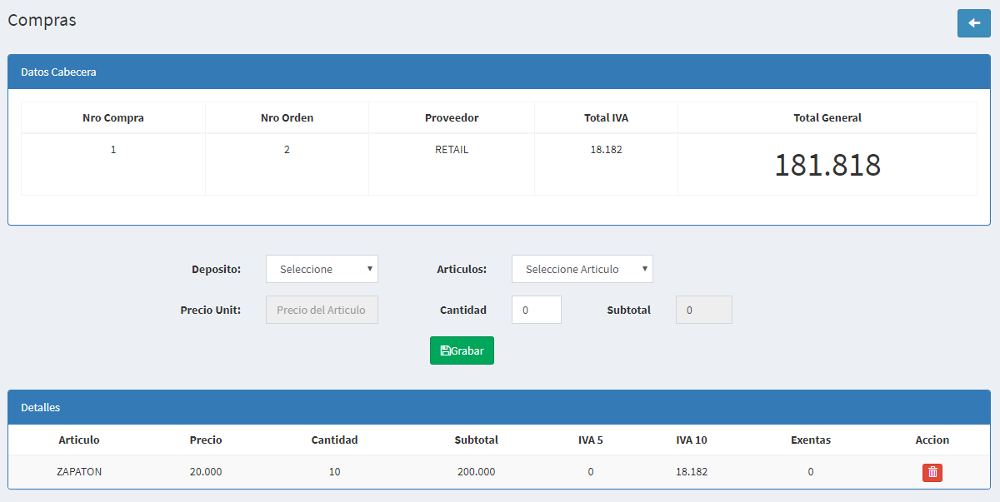 Compras
Datos Cabecera
Nro Compra Nro Orden Proveedor Total IVA Total General
1 2 RETAIL 18.182 181.818
Deposito: Seleccione Articulos: Seleccione Articulo
Precio Unit: Precio del Articulo Cantidad 0 Subtotal 0
Grabar
Detalles
Articulo Precio Cantidad Subtotal IVA 5 IVA 10 Exentas Accion
ZAPATON 20.000 10 200.000 0 18.182 0